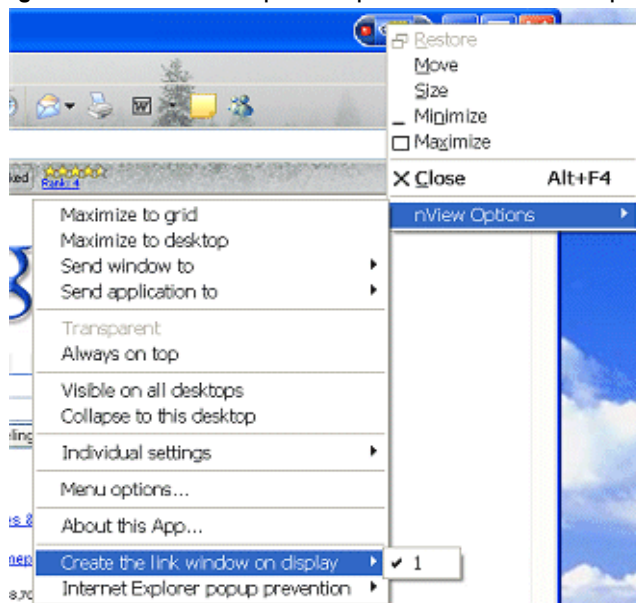 Restore
Move
Size
Minimize
Maximize
Close Alt+F4
nView Options
ked
Rank: 4
Maximize to grid
Maximize to desktop
Send window to
Send application to
Transparent
Always on top
Visible on all desktops
Collapse to this desktop
Individual settings
Menu options...
About this App...
Create the link window on display
1
Internet Explorer popup prevention